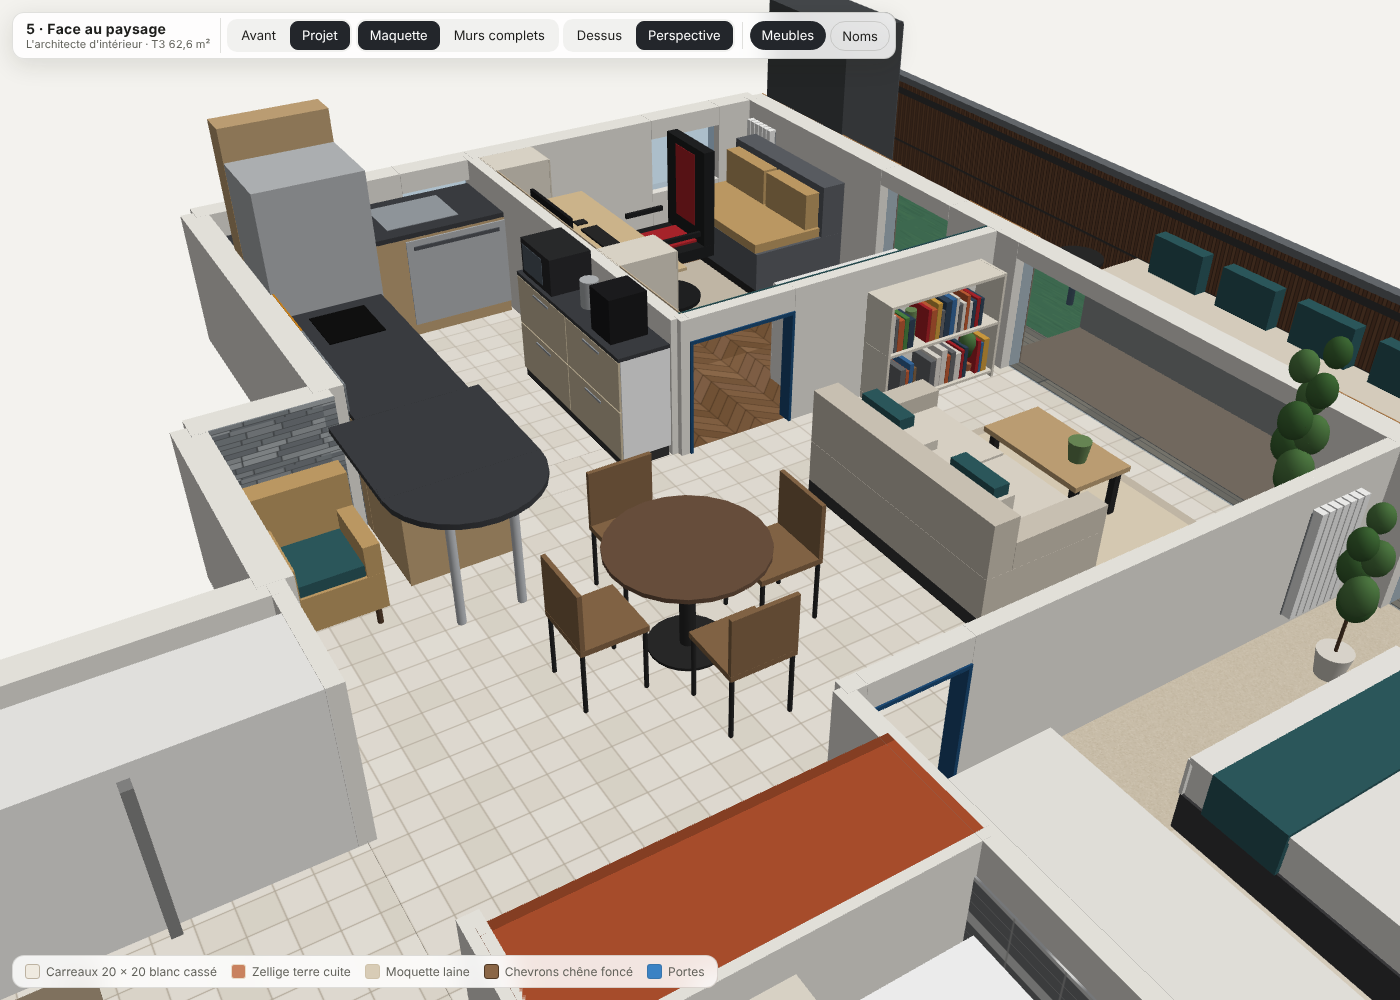 5 · Face au paysage
L'architecte d'intérieur · T3 62,6 m²
Avant
Projet
Maquette
Murs complets
Dessus
Perspective
Meubles
Noms
Carreaux 20 × 20 blanc cassé
Zellige terre cuite
Moquette laine
Chevrons chêne foncé
Portes